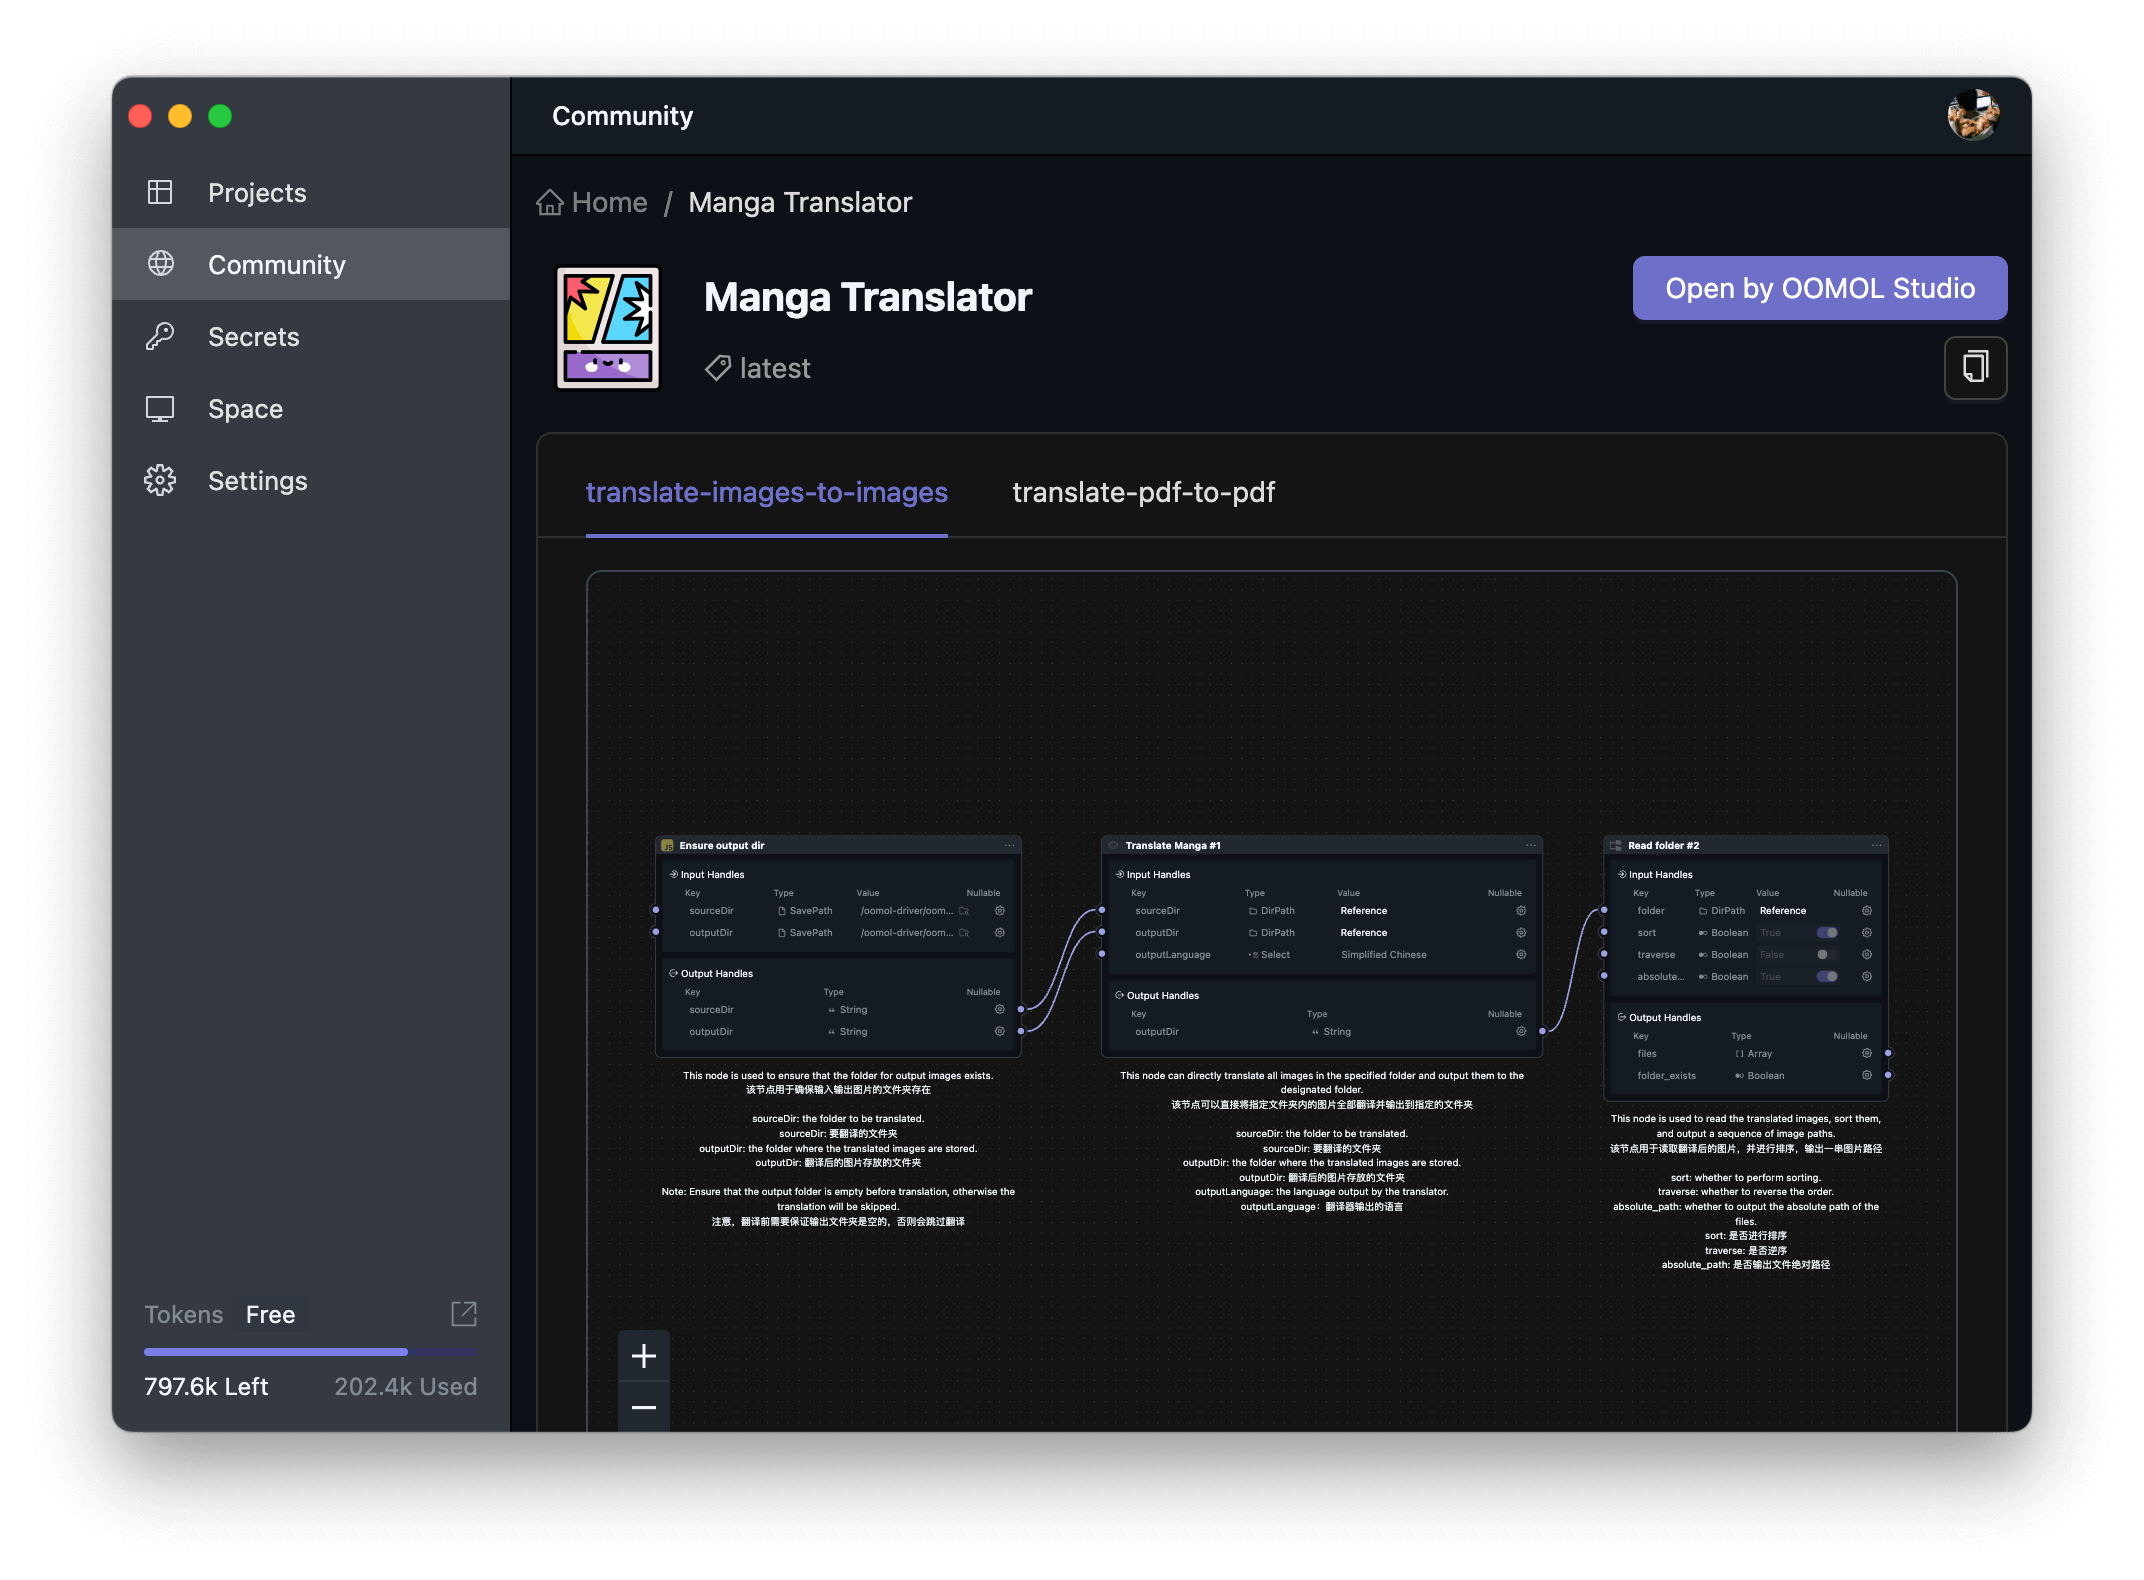 Community
Projects
Community
Secrets
Space
Settings
Tokens Free
797.6k Left 202.4k Used
Home / Manga Translator
Manga Translator
latest
Open by OOMOL Studio
translate-images-to-images translate-pdf-to-pdf
JS Ensure output dir
Input Handles
Key Type Value Nullable
sourceDir SavePath /oomol-driver/oom...
outputDir SavePath /oomol-driver/oom...
Output Handles
Key Type Nullable
sourceDir String
outputDir String
This node is used to ensure that the folder for output images exists.
该节点用于确保输入输出图片的文件夹存在
sourceDir: the folder to be translated.
sourceDir: 要翻译的文件夹
outputDir: the folder where the translated images are stored.
outputDir: 翻译后的图片存放的文件夹
Note: Ensure that the output folder is empty before translation, otherwise the
translation will be skipped.
注意，翻译前需要保证输出文件夹是空的，否则会跳过翻译
Translate Manga #1
Input Handles
Key Type Value Nullable
sourceDir DirPath Reference
outputDir DirPath Reference
outputLanguage Select Simplified Chinese
Output Handles
Key Type Nullable
outputDir String
This node can directly translate all images in the specified folder and output them to the
designated folder.
该节点可以直接将指定文件夹内的图片全部翻译并输出到指定的文件夹
sourceDir: the folder to be translated.
sourceDir: 要翻译的文件夹
outputDir: the folder where the translated images are stored.
outputDir: 翻译后的图片存放的文件夹
outputLanguage: the language output by the translator.
outputLanguage：翻译器输出的语言
Read folder #2
Input Handles
Key Type Value Nullable
folder DirPath Reference
sort Boolean True
traverse Boolean False
absolute... Boolean True
Output Handles
Key Type Nullable
files Array
folder_exists Boolean
This node is used to read the translated images, sort them,
and output a sequence of image paths.
该节点用于读取翻译后的图片，并进行排序，输出一串图片路径
sort: whether to perform sorting.
traverse: whether to reverse the order.
absolute_path: whether to output the absolute path of the
files.
sort: 是否进行排序
traverse: 是否逆序
absolute_path: 是否输出文件绝对路径